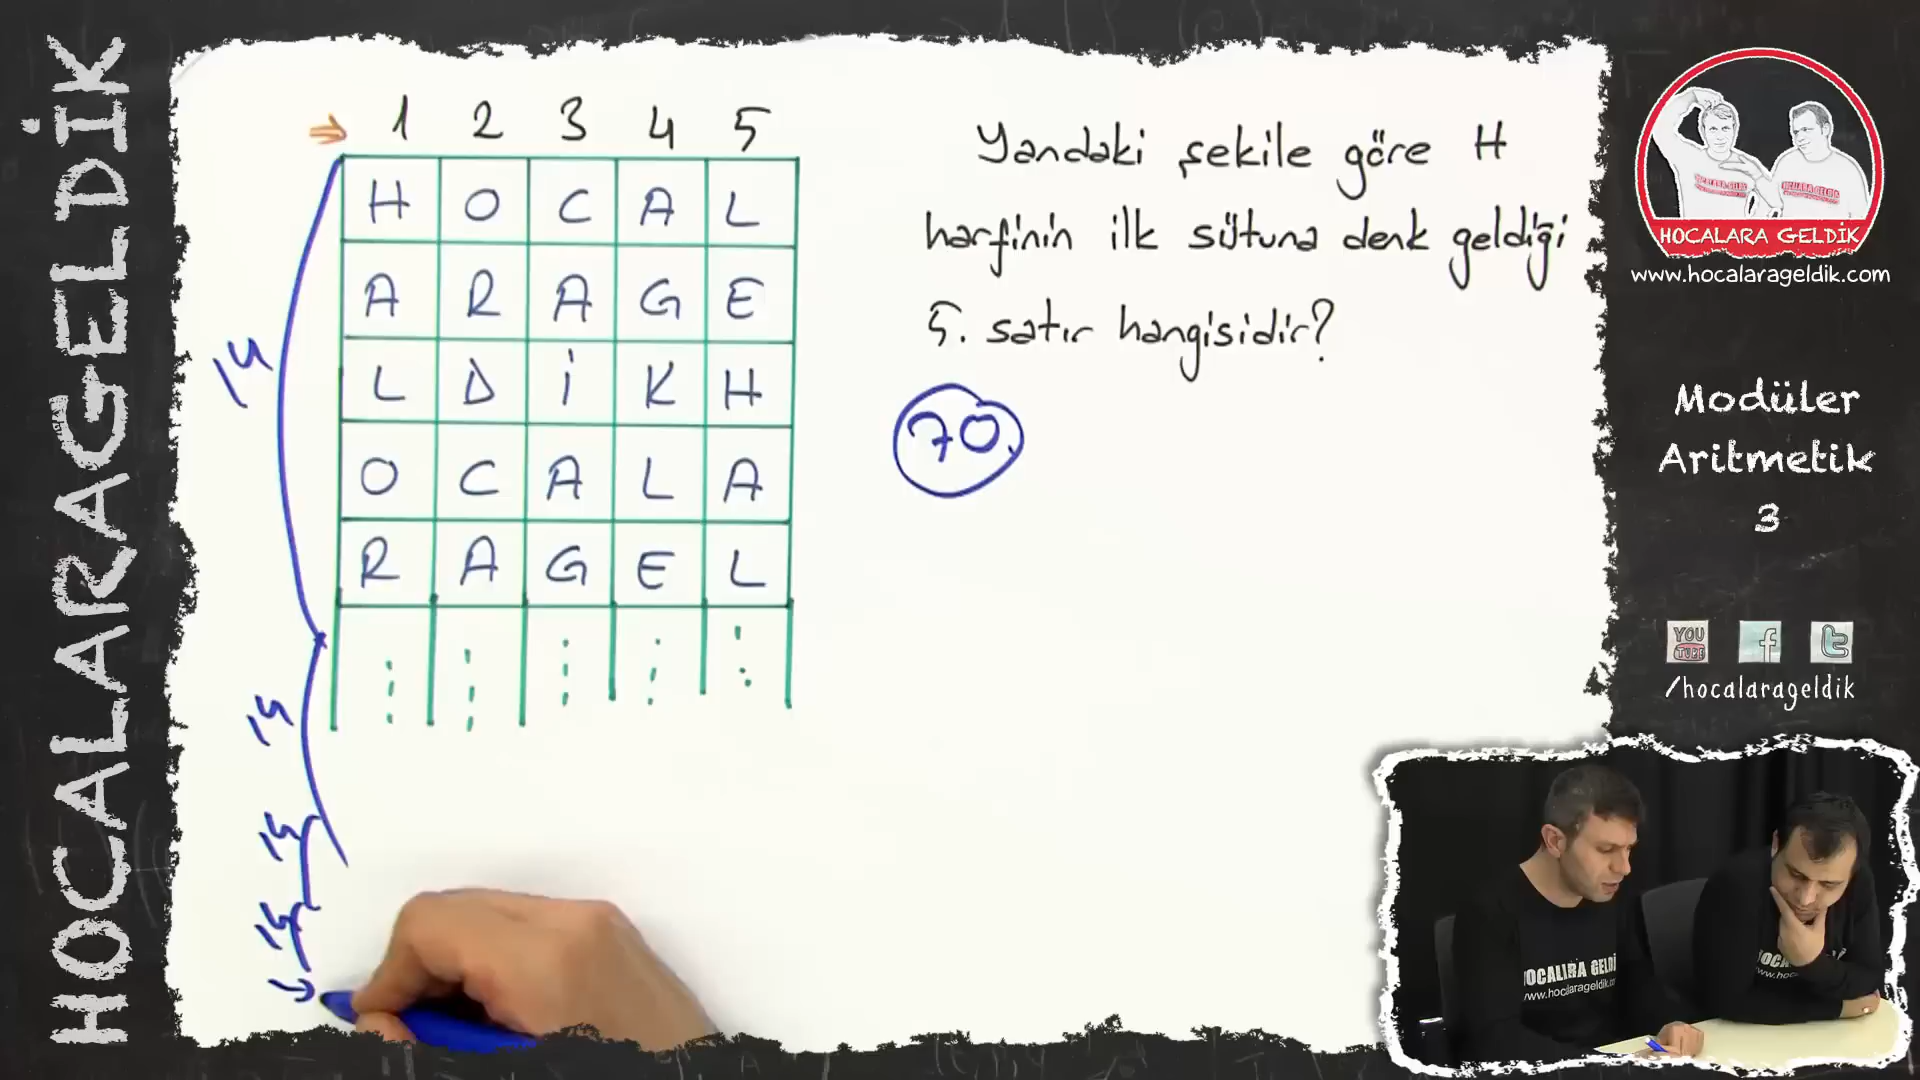 HOCALARAGELDİK
1 2 3 4 5
H O C A L
A R A G E
L D İ K H
O C A L A
R A G E L
14
14
14
14
Yandaki şekile göre H
harfinin ilk sütuna denk geldiği
5. satır hangisidir?
70.
HOCALARA GELDİK
www.hocalarageldik.com
Modüler
Aritmetik
3
YOU
TUBE
f
t
/hocalarageldik